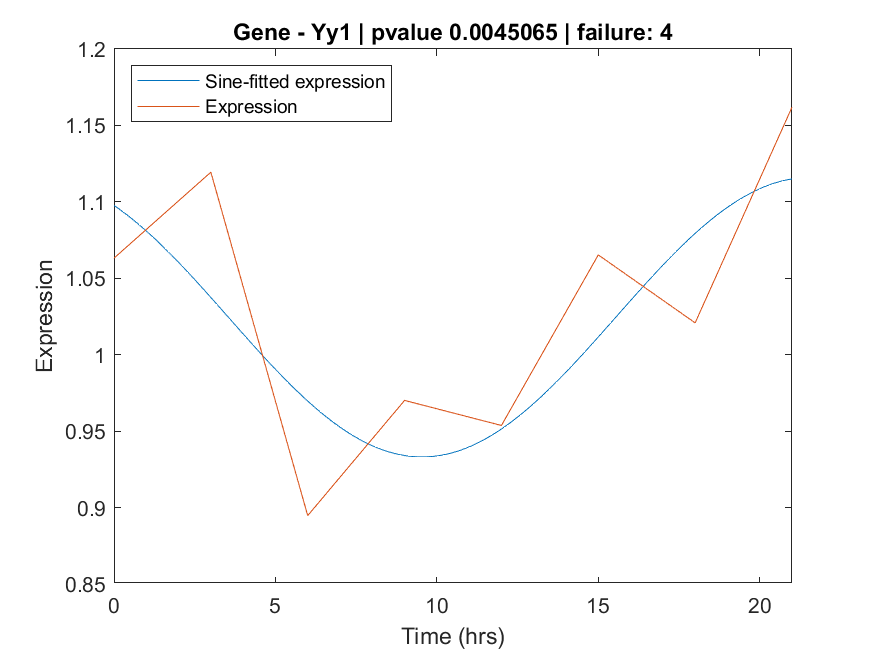 Gene - Yy1 | pvalue 0.0045065 | failure: 4
Sine-fitted expression
Expression
1.2
1.15
1.1
1.05
1
0.95
0.9
0.85
Expression
0 5 10 15 20
Time (hrs)